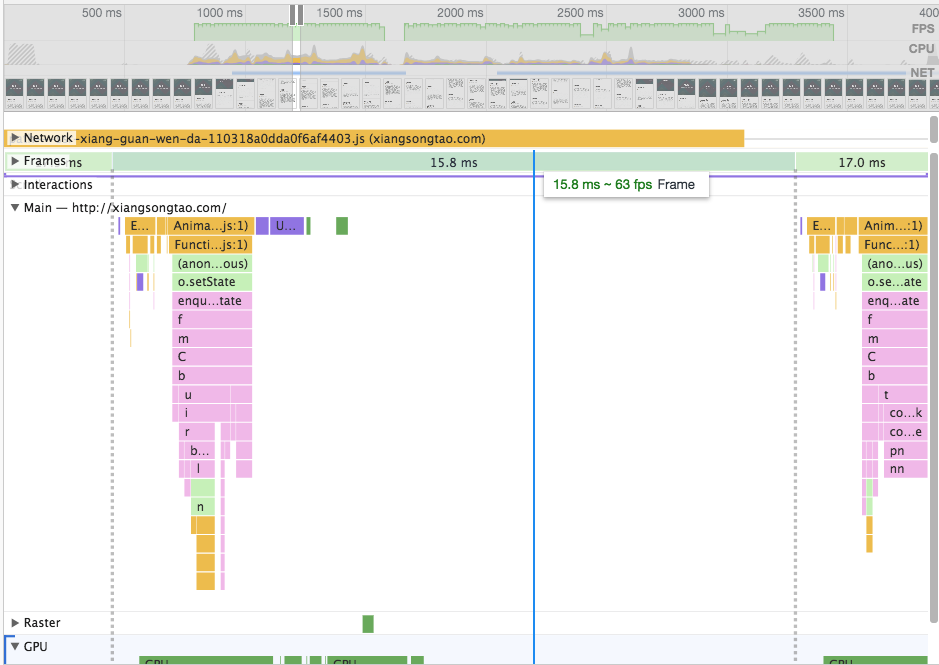 500 ms 1000 ms 1500 ms 2000 ms 2500 ms 3000 ms 3500 ms 400
FPS
CPU
NET
Network -xiang-guan-wen-da-110318a0dda0f6af4403.js (xiangsongtao.com)
Frames ns 15.8 ms 17.0 ms
15.8 ms ~ 63 fps Frame
Interactions
Main — http://xiangsongtao.com/
E... Anima...js:1) U... E... Anim...:1)
Functi...js:1) Func...:1)
(anon...ous) (ano...us)
o.setState o.se...ate
enqu...tate enq...ate
f f
m m
C C
b b
u t
i co...k
r co...e
b... pn
l nn
n
Raster
GPU
GPU GPU GPU